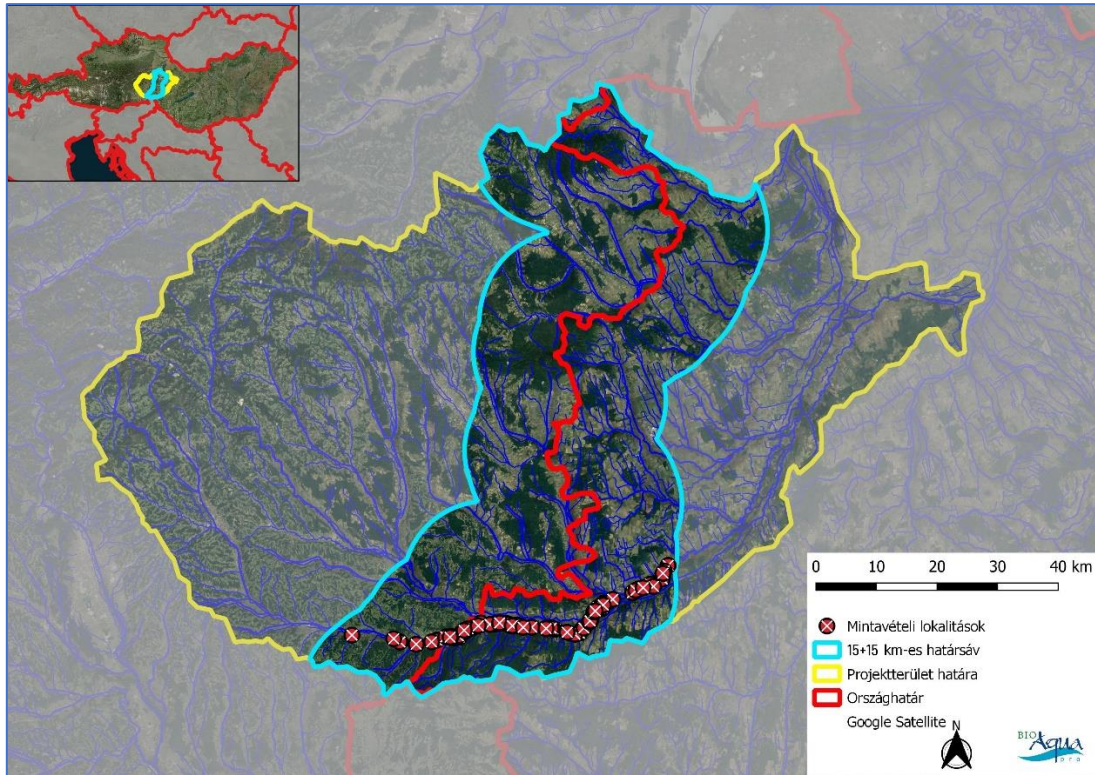 0 10 20 30 40 km
Mintavételi lokalitások
15+15 km-es határsáv
Projektterület határa
Országhatár
Google Satellite
N
BIO
Aqua
pro